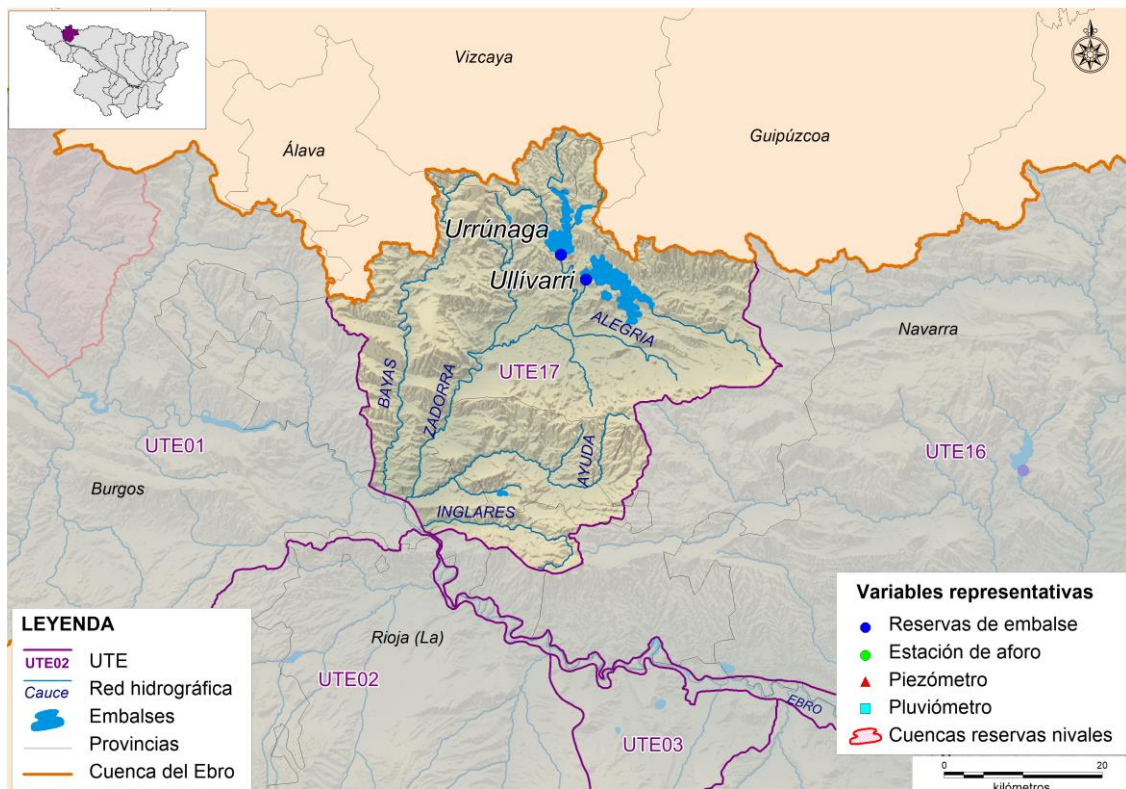 Vizcaya
Álava
Guipúzcoa
Urrúnaga
Ullívarri
ALEGRIA
Navarra
BAYAS
ZADORRA
UTE17
UTE01
AYUDA
UTE16
Burgos
INGLARES
Rioja (La)
UTE02
EBRO
UTE03
LEYENDA
UTE02 UTE
Cauce Red hidrográfica
Embalses
Provincias
Cuenca del Ebro
Variables representativas
Reservas de embalse
Estación de aforo
Piezómetro
Pluviómetro
Cuencas reservas nivales
0 20
kilómetros